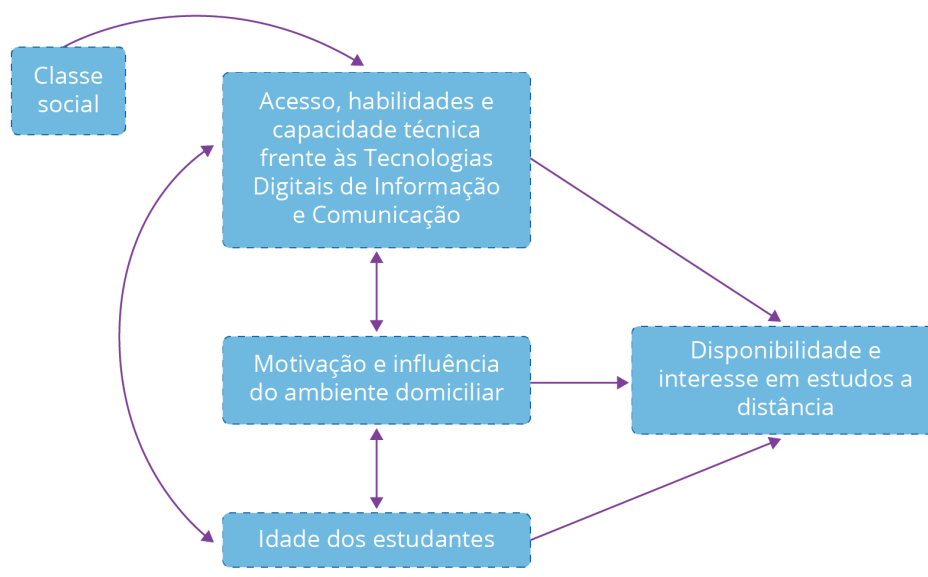 Classe
social
Acesso, habilidades e
capacidade técnica
frente às Tecnologias
Digitais de Informação
e Comunicação
Motivação e influência
do ambiente domiciliar
Disponibilidade e
interesse em estudos a
distância
Idade dos estudantes